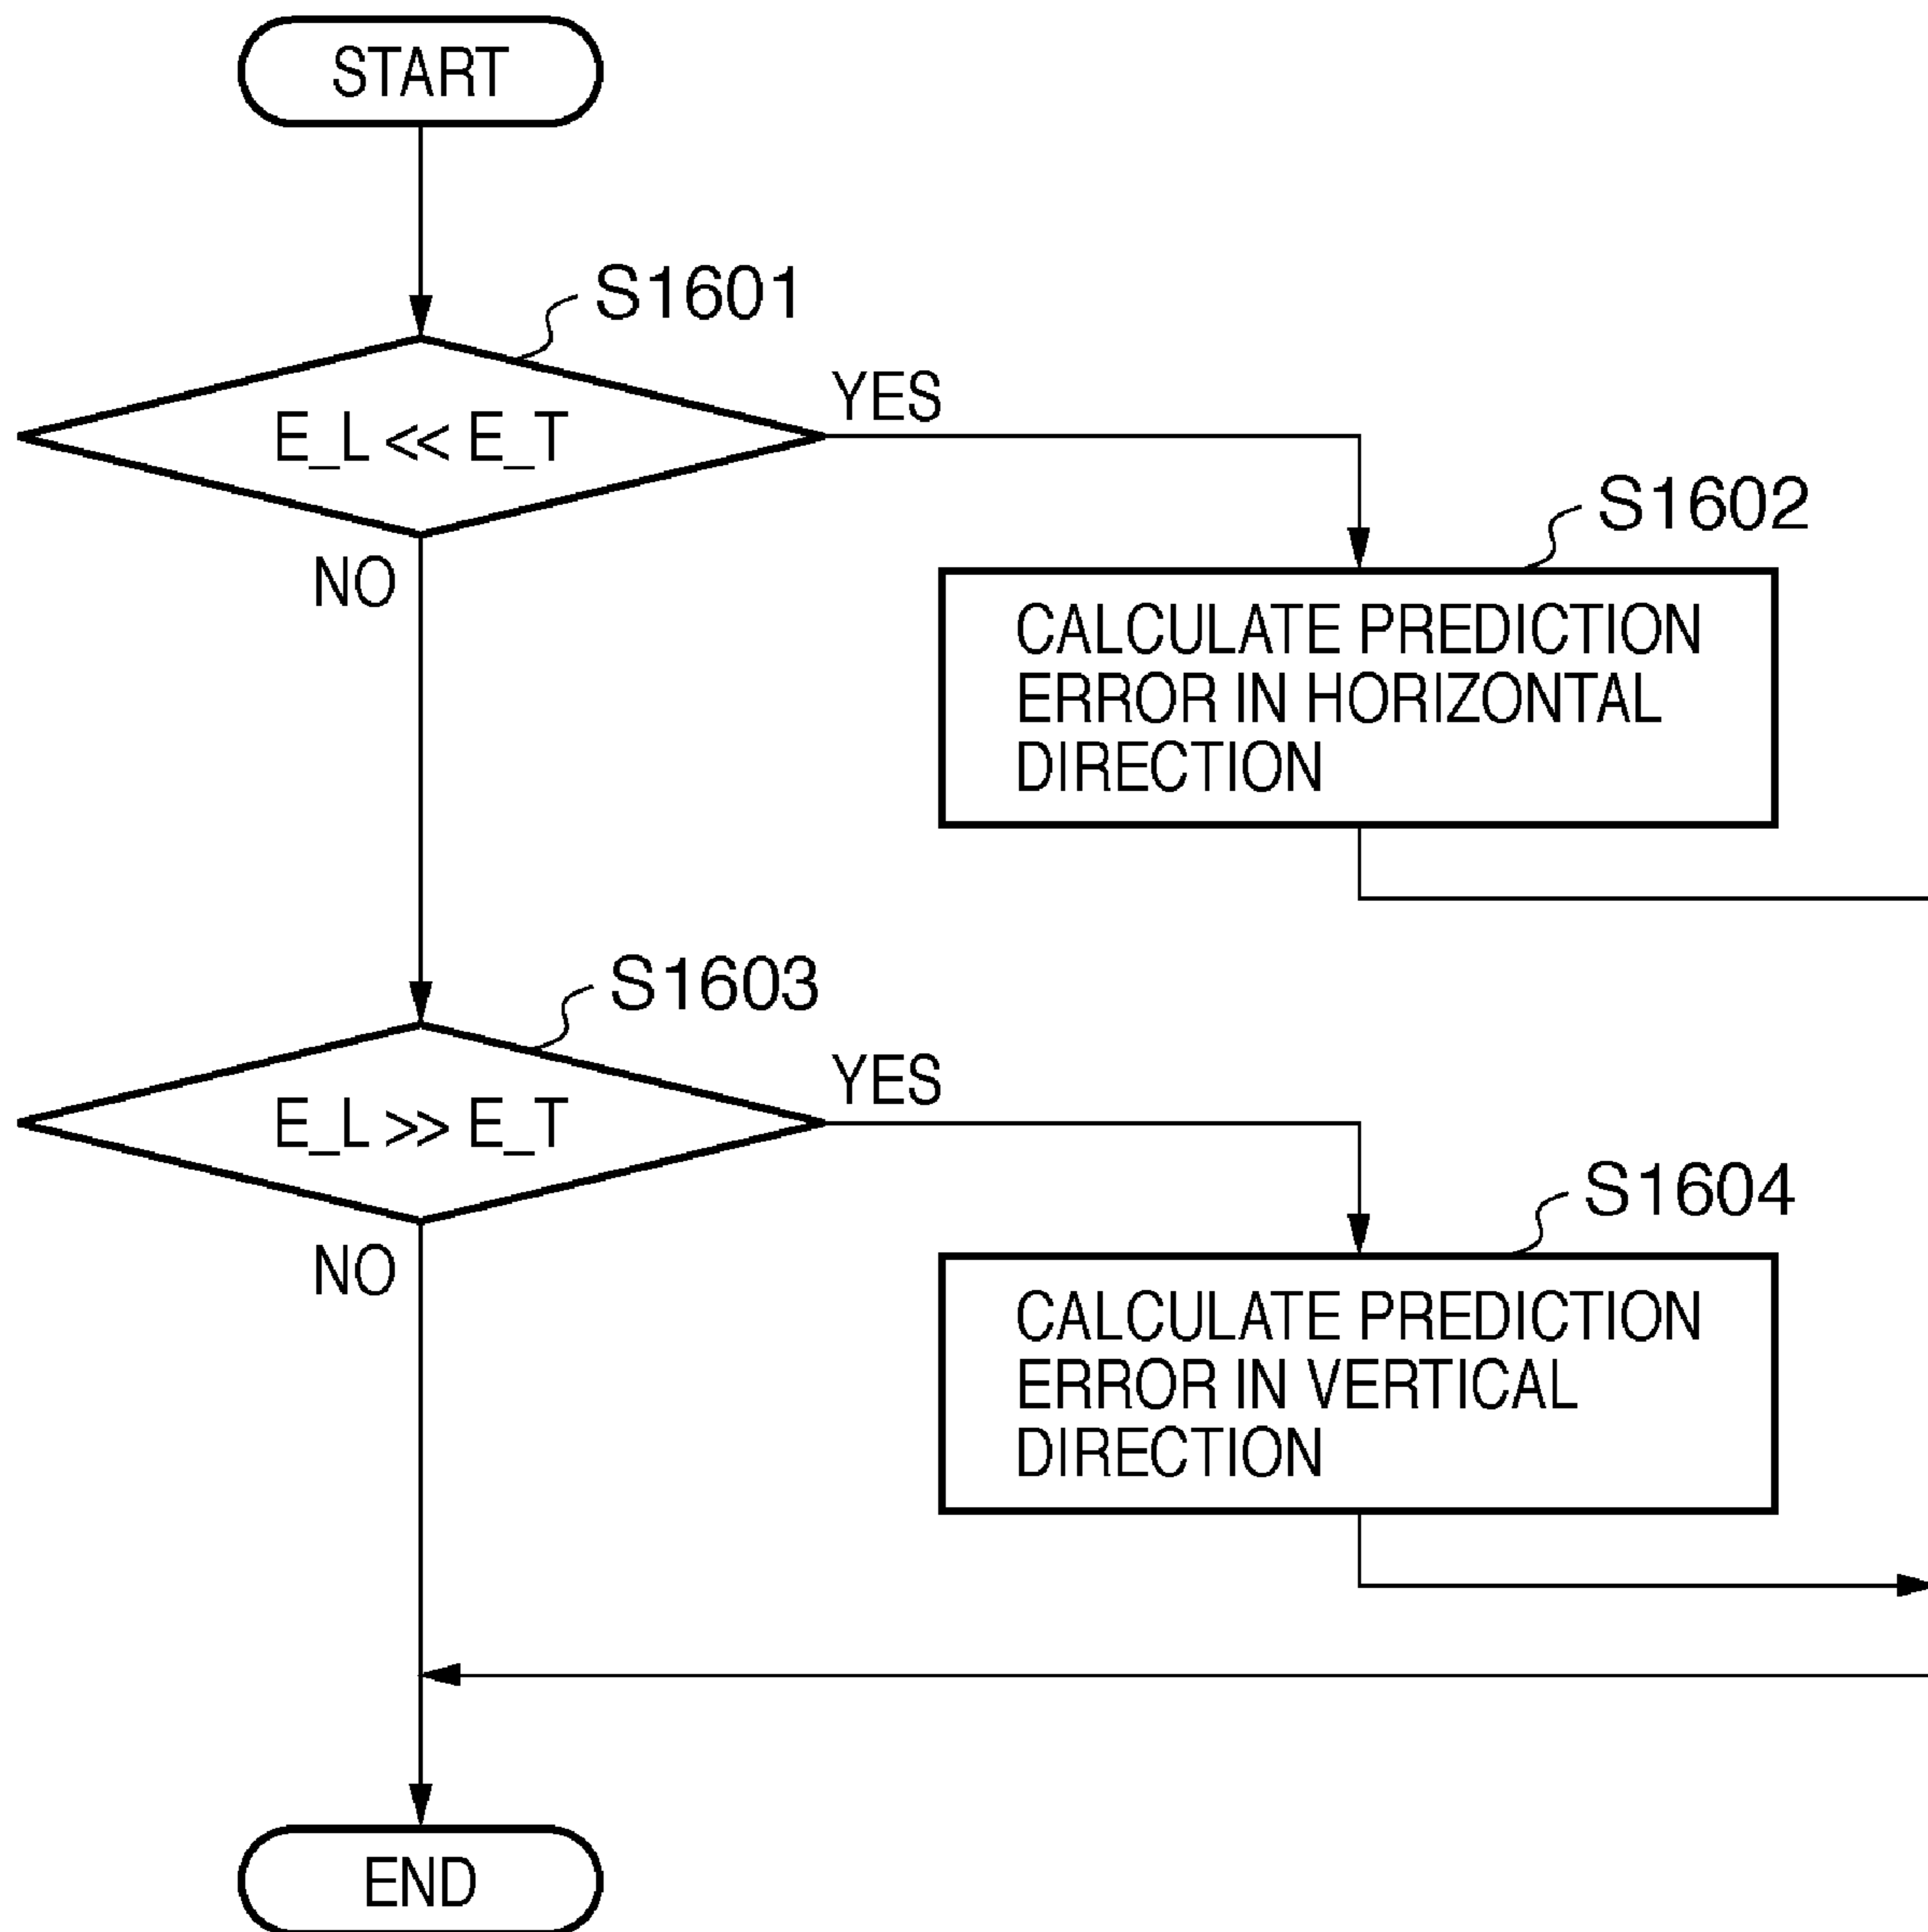 START
S1601
E_L << E_T
YES
NO
S1602
CALCULATE PREDICTION
ERROR IN HORIZONTAL
DIRECTION
S1603
E_L >> E_T
YES
NO
S1604
CALCULATE PREDICTION
ERROR IN VERTICAL
DIRECTION
END